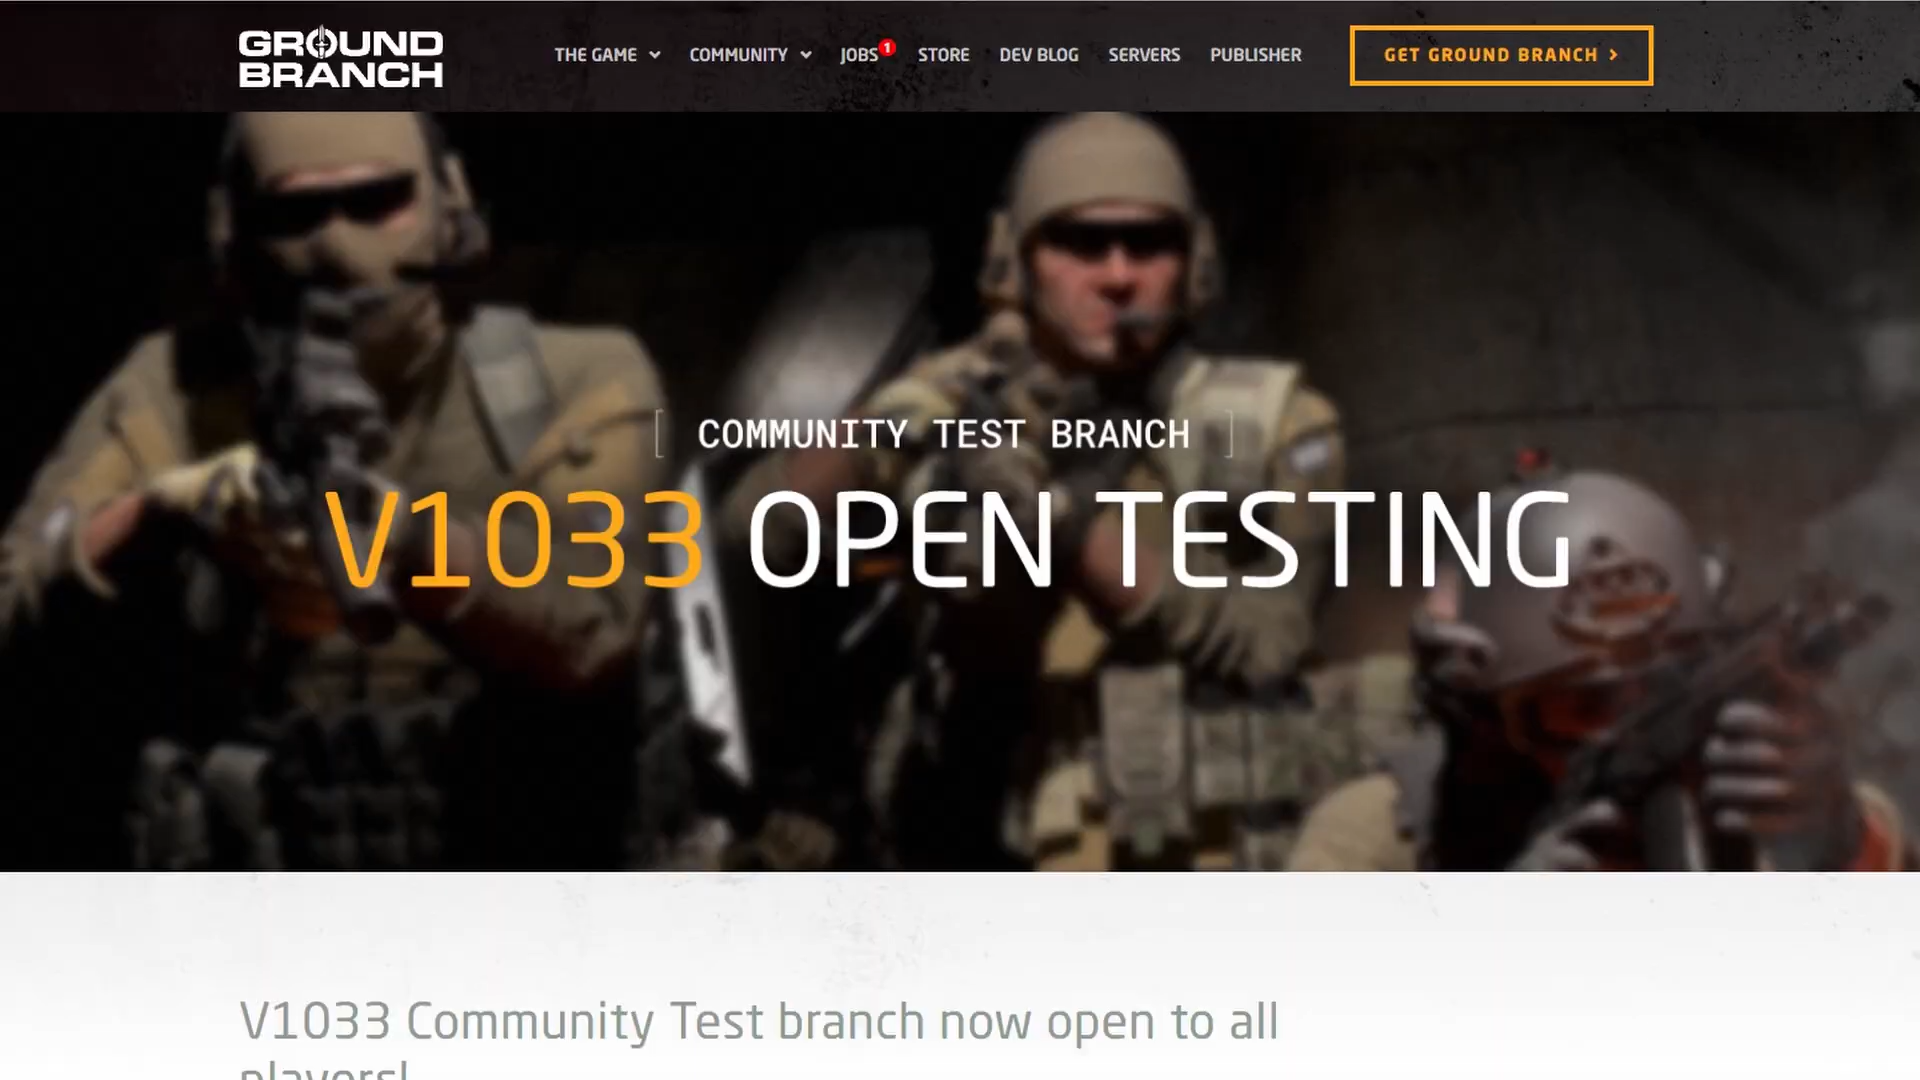 GROUND
BRANCH
THE GAME
COMMUNITY
JOBS 1
STORE
DEV BLOG
SERVERS
PUBLISHER
GET GROUND BRANCH >
[ COMMUNITY TEST BRANCH ]
V1033 OPEN TESTING
V1033 Community Test branch now open to all
players!